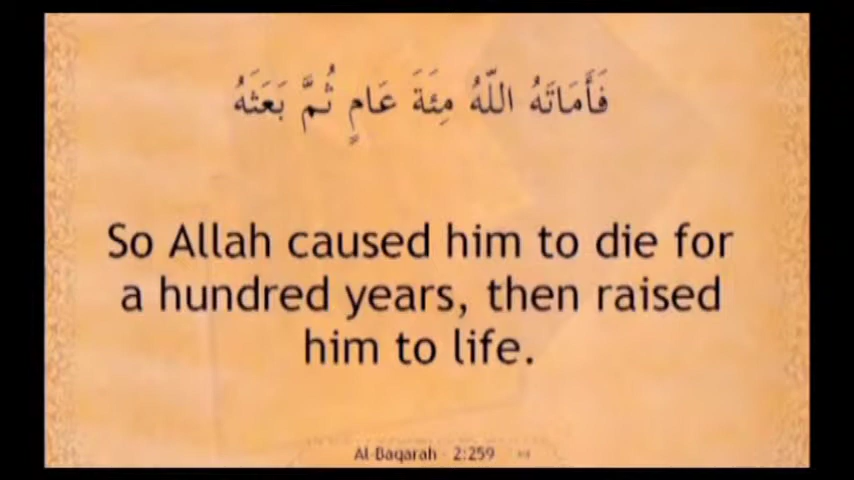 فَأَمَاتَهُ اللّهُ مِئَةَ عَامٍ ثُمَّ بَعَثَهُ
So Allah caused him to die for
a hundred years, then raised
him to life.
Al-Baqarah - 2:259